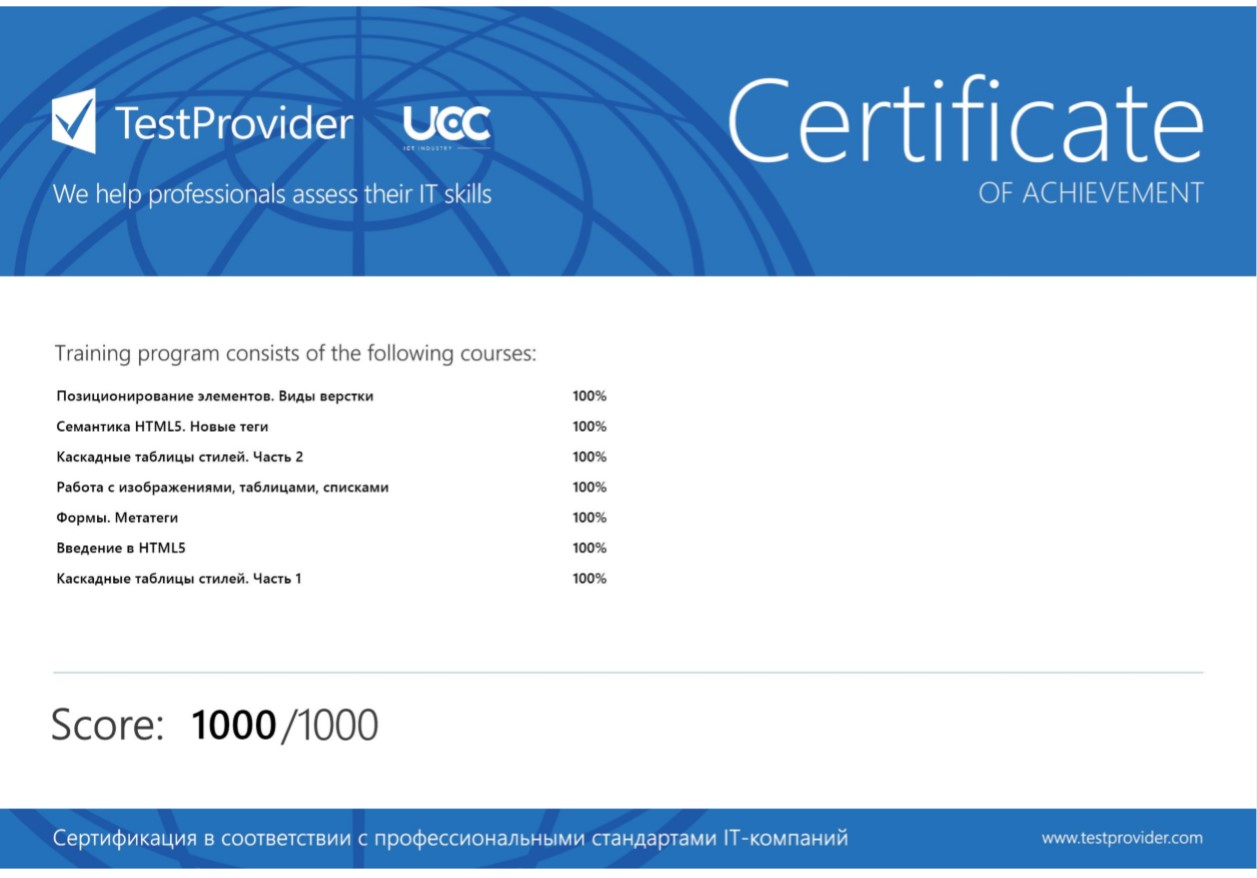 TestProvider
UCC
ICT INDUSTRY
We help professionals assess their IT skills
Certificate
OF ACHIEVEMENT
Training program consists of the following courses:
Позиционирование элементов. Виды верстки 100%
Семантика HTML5. Новые теги 100%
Каскадные таблицы стилей. Часть 2 100%
Работа с изображениями, таблицами, списками 100%
Формы. Метатеги 100%
Введение в HTML5 100%
Каскадные таблицы стилей. Часть 1 100%
Score: 1000/1000
Сертификация в соответствии с профессиональными стандартами IT-компаний
www.testprovider.com